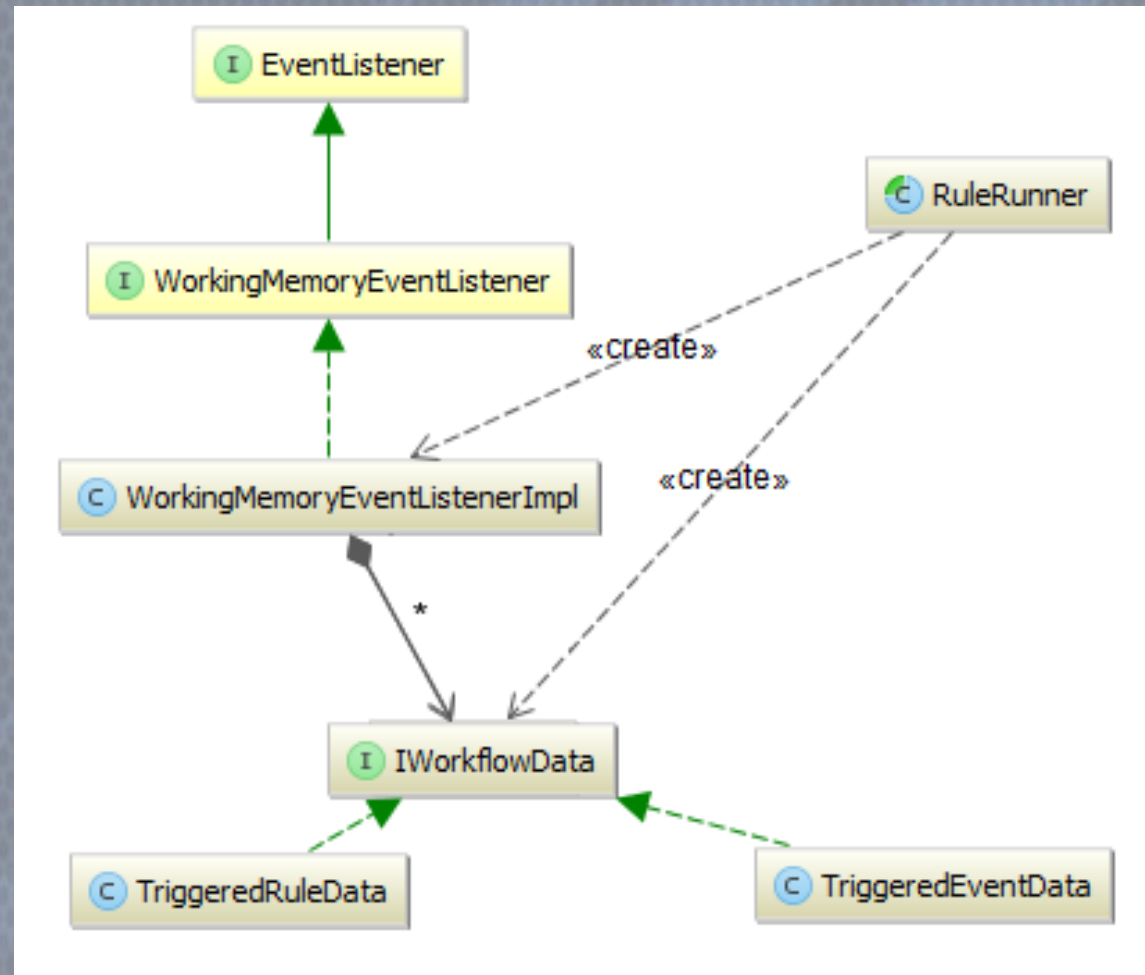 I EventListener
C RuleRunner
I WorkingMemoryEventListener
«create»
C WorkingMemoryEventListenerImpl
«create»
*
I IWorkflowData
C TriggeredRuleData
C TriggeredEventData